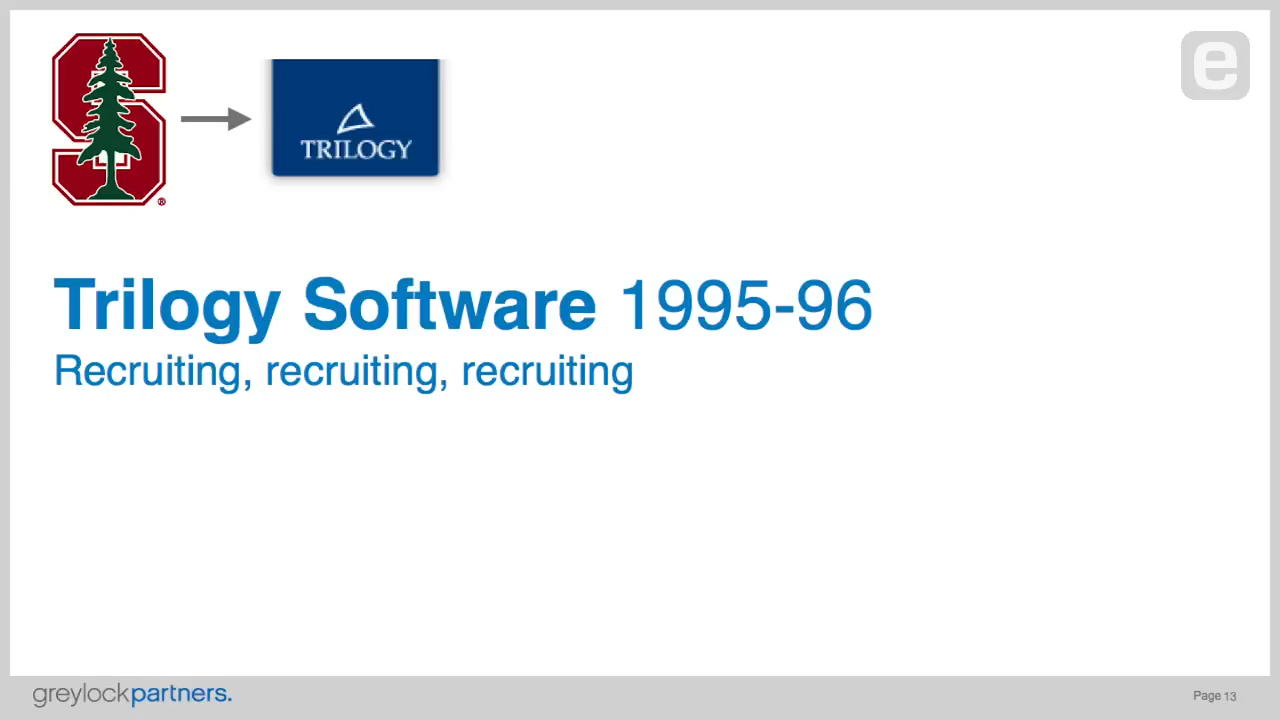 S
®
TRILOGY
e
Trilogy Software 1995-96
Recruiting, recruiting, recruiting
greylockpartners.
Page 13